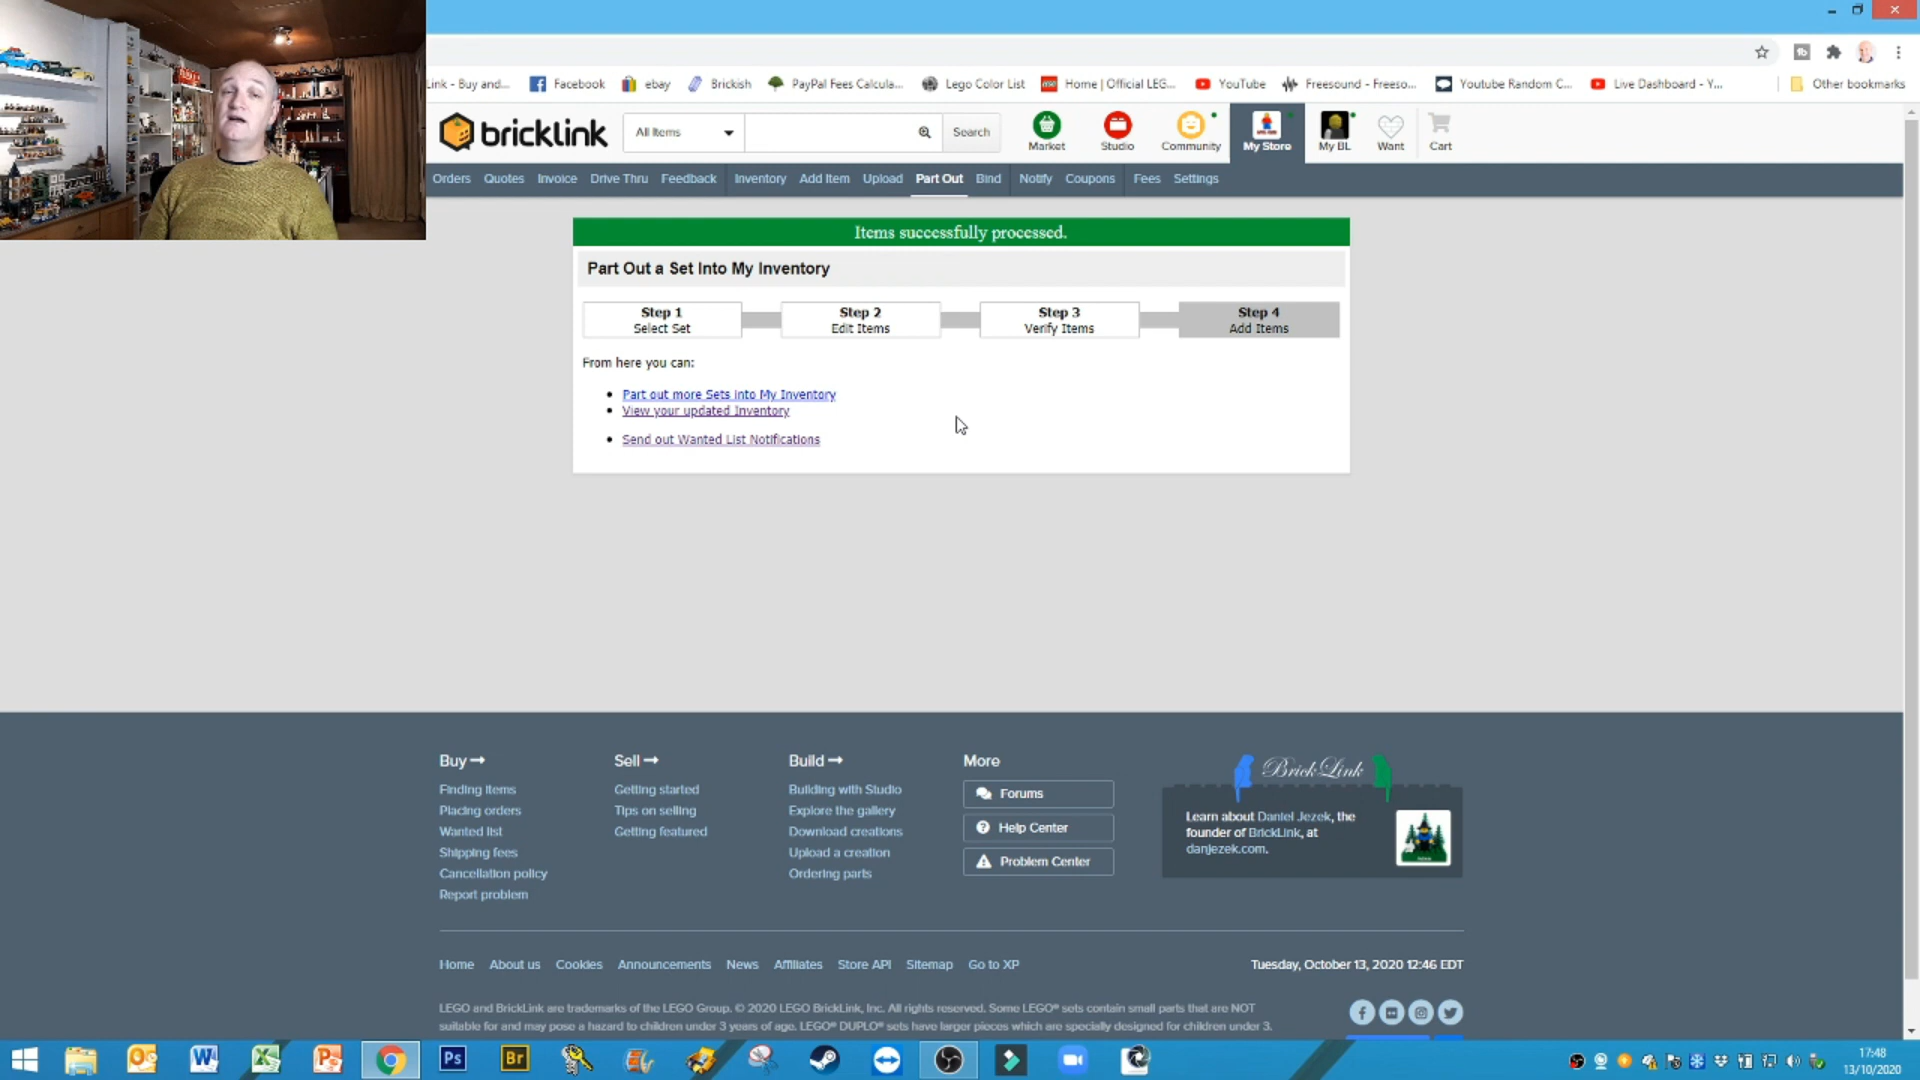 Link - Buy and... Facebook ebay Brickish PayPal Fees Calcula... Lego Color List Home | Official LEG... YouTube Freesound - Freeso... Youtube Random C... Live Dashboard - Y... Other bookmarks
bricklink All Items Search Market Studio Community My Store My BL Want Cart
Orders Quotes Invoice Drive Thru Feedback Inventory Add Item Upload Part Out Bind Notify Coupons Fees Settings
Items successfully processed.
Part Out a Set Into My Inventory
Step 1 Step 2 Step 3 Step 4
Select Set Edit Items Verify Items Add Items
From here you can:
• Part out more Sets into My Inventory
• View your updated Inventory
• Send out Wanted List Notifications
Buy → Sell → Build → More BrickLink
Finding items Getting started Building with Studio Forums
Placing orders Tips on selling Explore the gallery
Wanted list Getting featured Download creations Help Center
Shipping fees Upload a creation Problem Center
Cancellation policy Ordering parts
Report problem
Learn about Daniel Jezek, the
founder of BrickLink, at
danjezek.com.
Home About us Cookies Announcements News Affiliates Store API Sitemap Go to XP Tuesday, October 13, 2020 12:46 EDT
LEGO and BrickLink are trademarks of the LEGO Group. © 2020 LEGO BrickLink, Inc. All rights reserved. Some LEGO® sets contain small parts that are NOT
suitable for and may pose a hazard to children under 3 years of age. LEGO® DUPLO® sets have larger pieces which are specially designed for children under 3.
Ps Br
17:48
13/10/2020